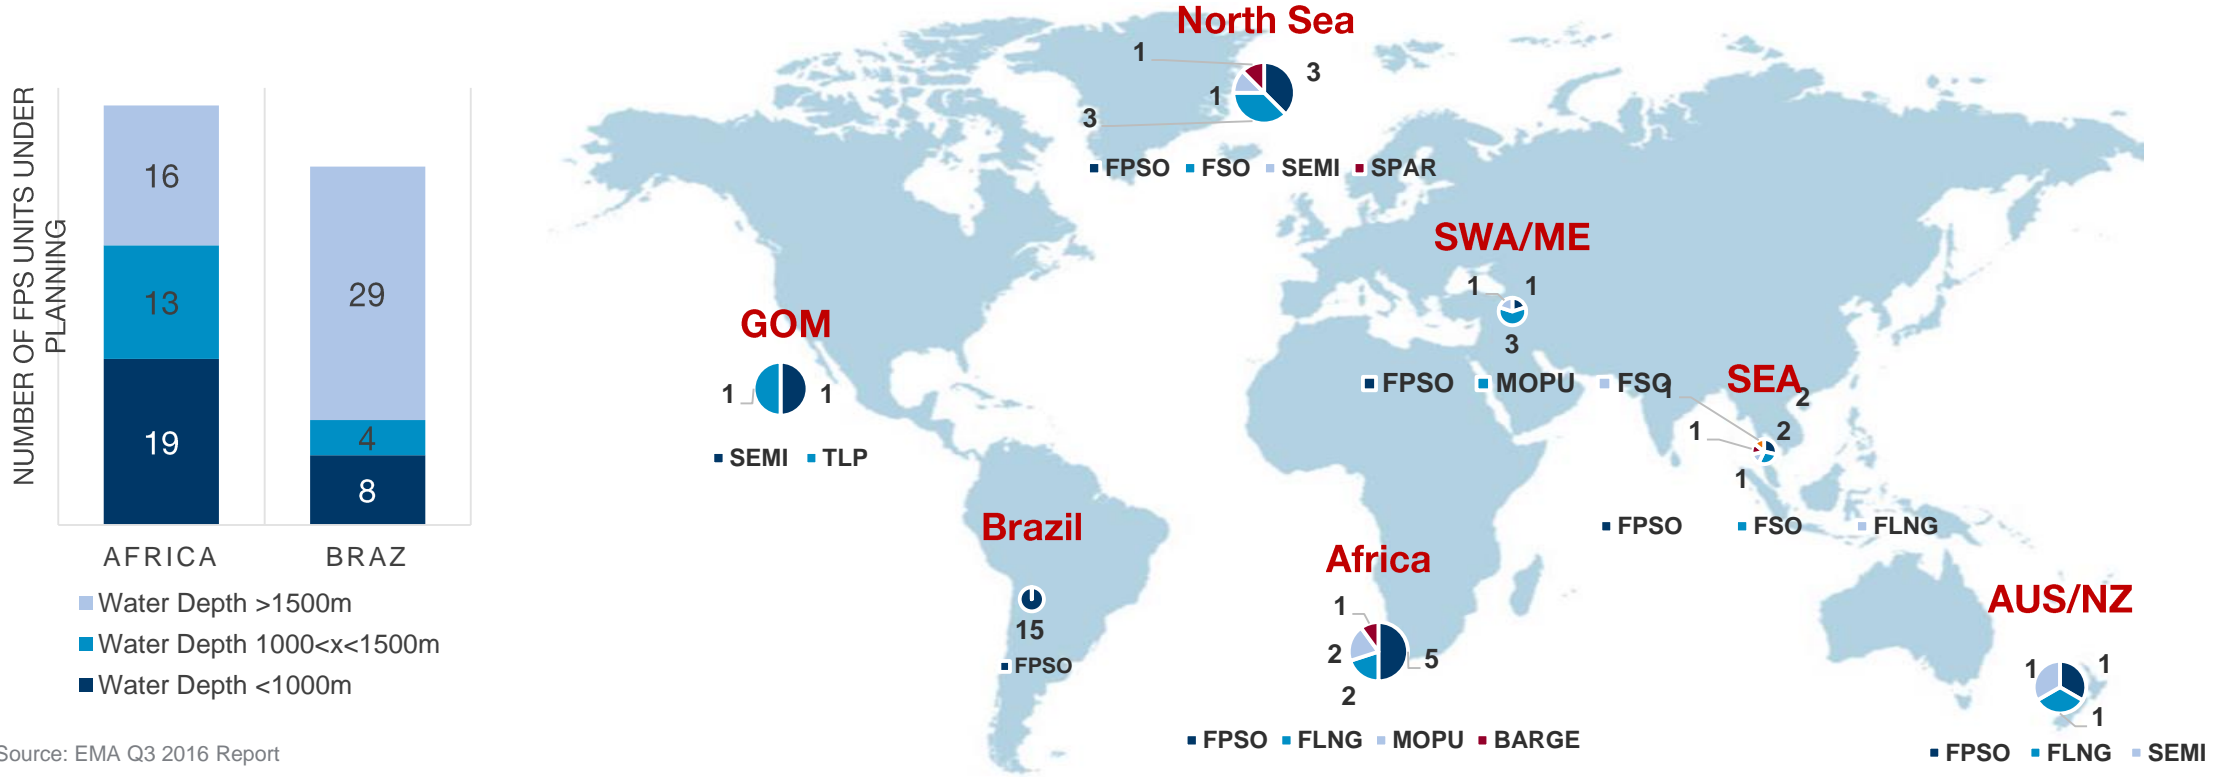 NUMBER OF FPS UNITS UNDER
PLANNING
16
13
19
29
4
8
AFRICA
BRAZ
Water Depth >1500m
Water Depth 1000<x<1500m
Water Depth <1000m
Source: EMA Q3 2016 Report
North Sea
1
3
1
3
FPSO FSO SEMI SPAR
SWA/ME
1 1
3
FPSO MOPU FSO
GOM
1 1
SEMI TLP
SEA
1
2
1
2
1
FPSO FSO FLNG
Brazil
15
FPSO
Africa
1
2
5
2
FPSO FLNG MOPU BARGE
AUS/NZ
1 1
1
FPSO FLNG SEMI